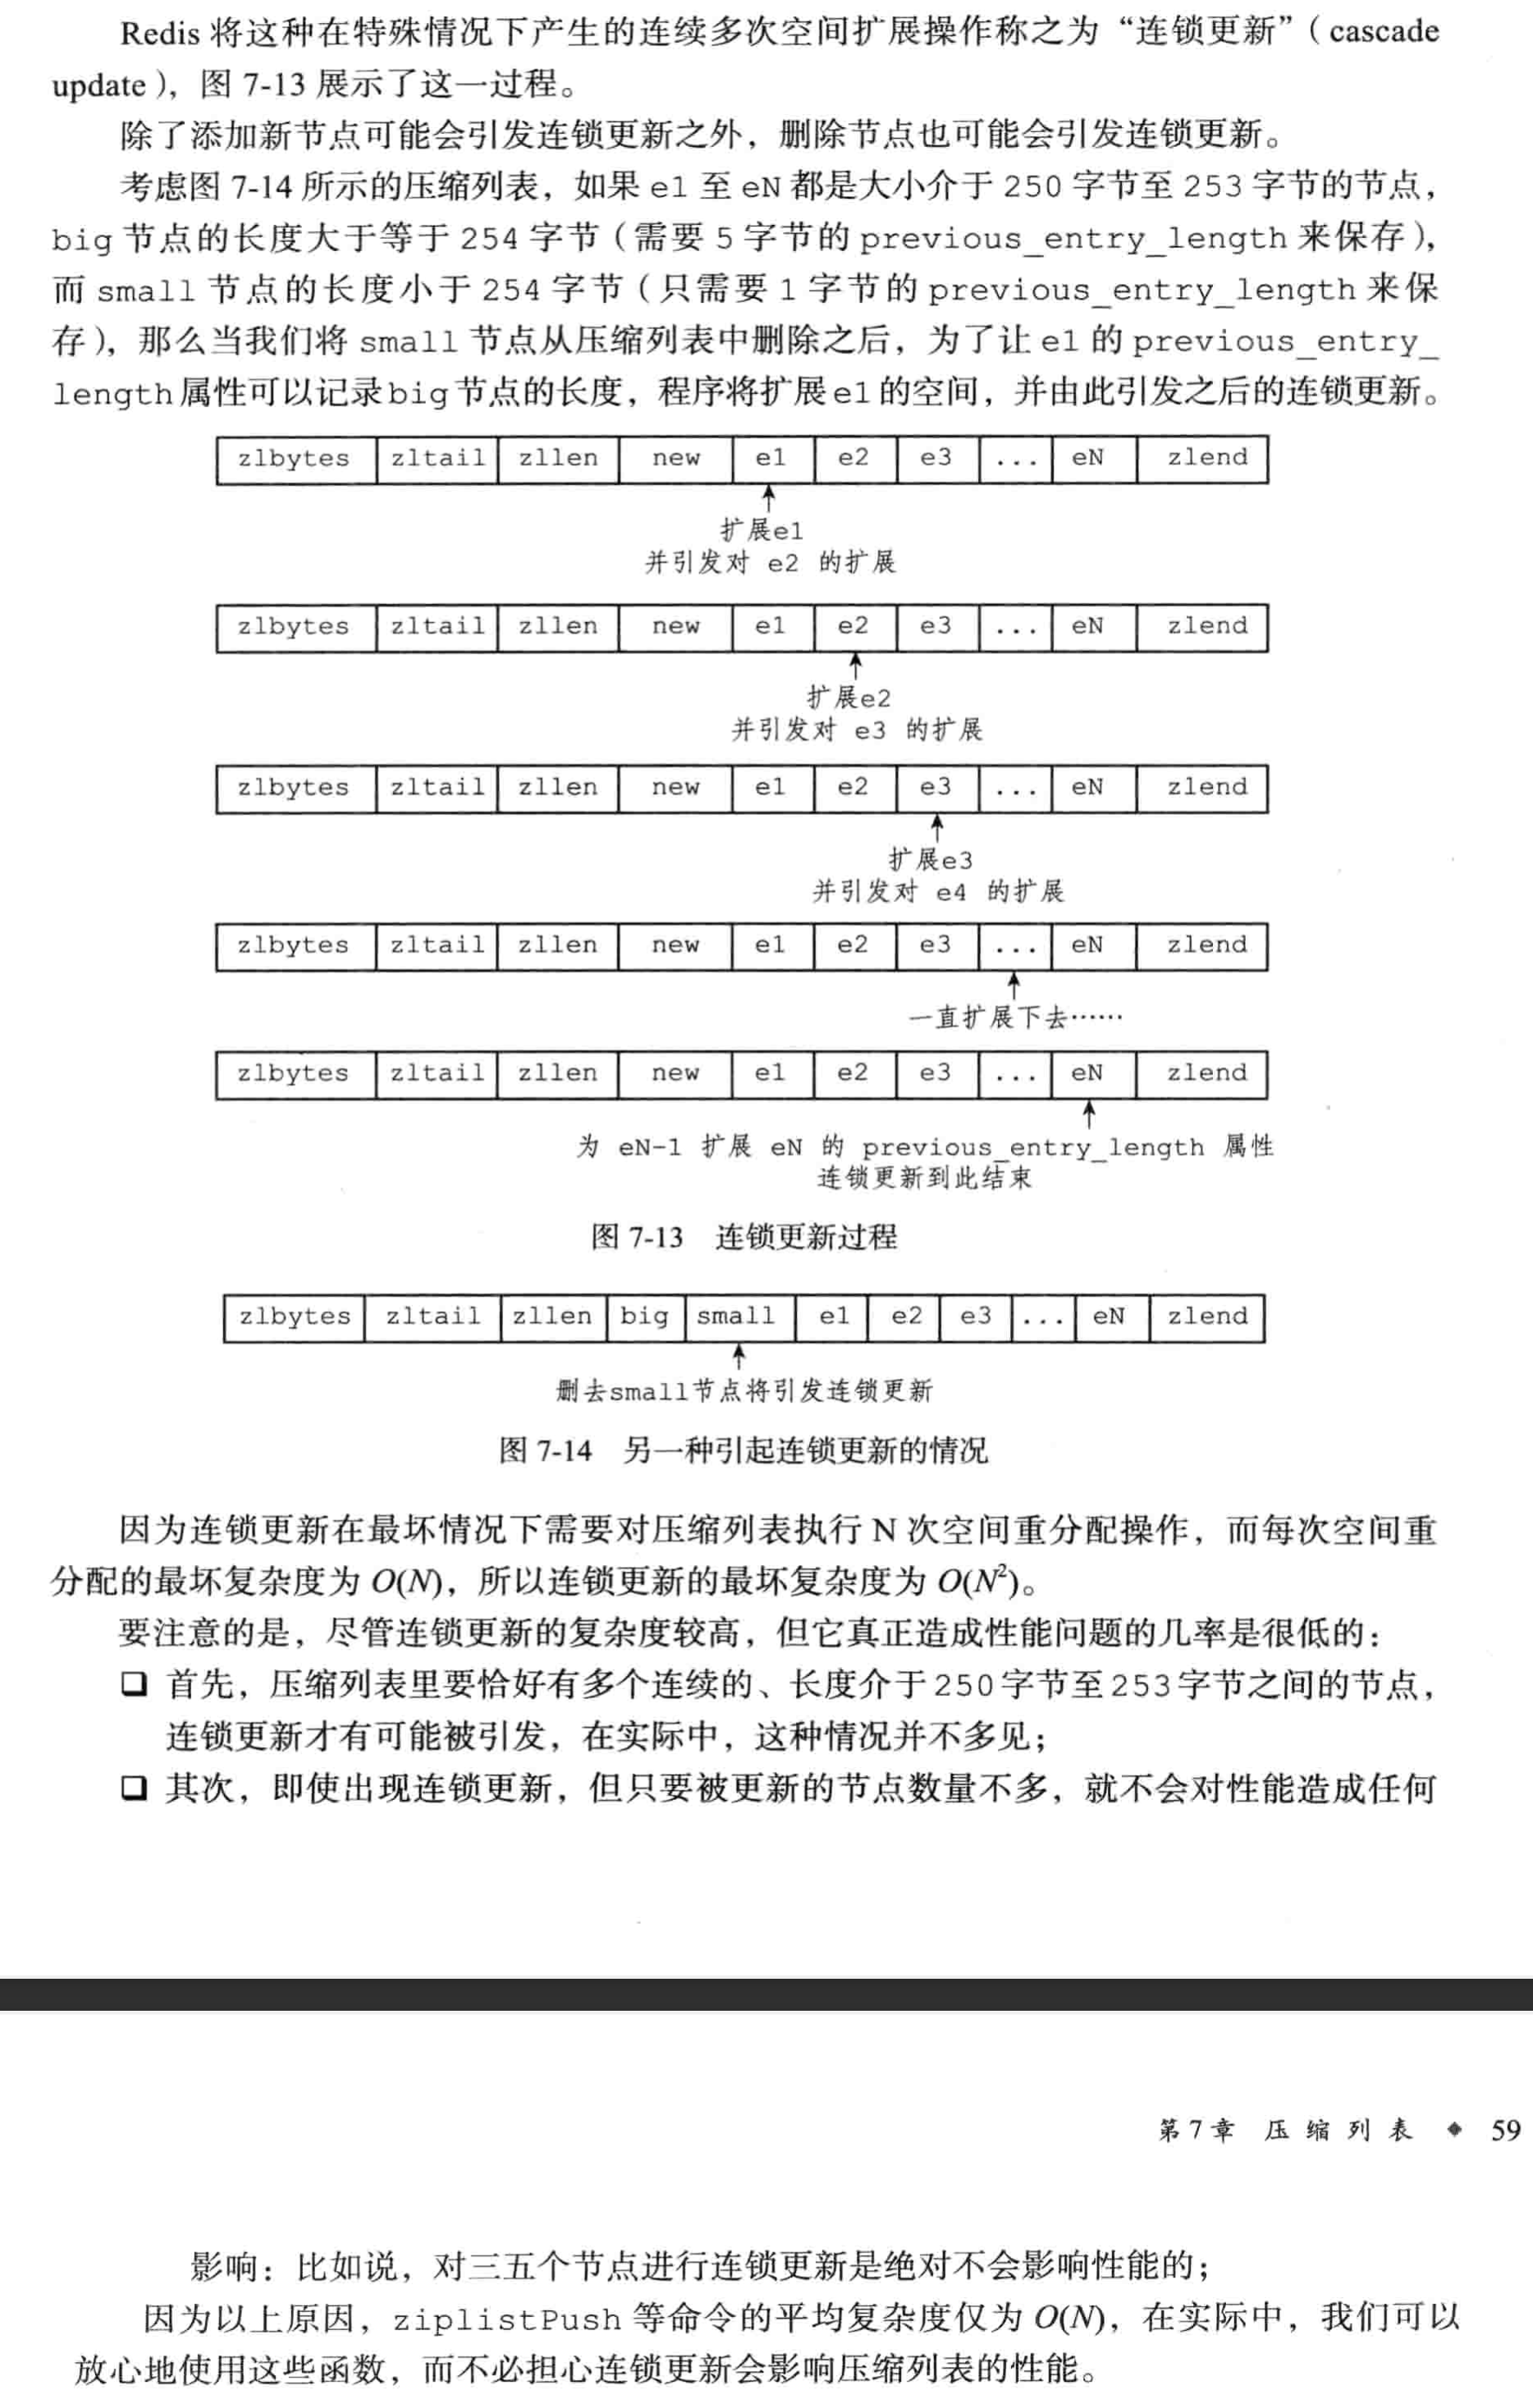 Redis 将这种在特殊情况下产生的连续多次空间扩展操作称之为“连锁更新”（cascade
update），图 7-13 展示了这一过程。
除了添加新节点可能会引发连锁更新之外，删除节点也可能会引发连锁更新。
考虑图 7-14 所示的压缩列表，如果 e1 至 eN 都是大小介于 250 字节至 253 字节的节点，
big 节点的长度大于等于 254 字节（需要 5 字节的 previous_entry_length 来保存），
而 small 节点的长度小于 254 字节（只需要 1 字节的 previous_entry_length 来保
存），那么当我们将 small 节点从压缩列表中删除之后，为了让 e1 的 previous_entry_
length 属性可以记录 big 节点的长度，程序将扩展 e1 的空间，并由此引发之后的连锁更新。
zlbytes zltail zllen new e1 e2 e3 ... eN zlend
扩展e1
并引发对 e2 的扩展
zlbytes zltail zllen new e1 e2 e3 ... eN zlend
扩展e2
并引发对 e3 的扩展
zlbytes zltail zllen new e1 e2 e3 ... eN zlend
扩展e3
并引发对 e4 的扩展
zlbytes zltail zllen new e1 e2 e3 ... eN zlend
一直扩展下去……
zlbytes zltail zllen new e1 e2 e3 ... eN zlend
为 eN-1 扩展 eN 的 previous_entry_length 属性
连锁更新到此结束
图 7-13 连锁更新过程
zlbytes zltail zllen big small e1 e2 e3 ... eN zlend
删去small节点将引发连锁更新
图 7-14 另一种引起连锁更新的情况
因为连锁更新在最坏情况下需要对压缩列表执行 N 次空间重分配操作，而每次空间重
分配的最坏复杂度为 O(N)，所以连锁更新的最坏复杂度为 O(N²)。
要注意的是，尽管连锁更新的复杂度较高，但它真正造成性能问题的几率是很低的：
❑ 首先，压缩列表里要恰好有多个连续的、长度介于 250 字节至 253 字节之间的节点，
连锁更新才有可能被引发，在实际中，这种情况并不多见；
❑ 其次，即使出现连锁更新，但只要被更新的节点数量不多，就不会对性能造成任何
第 7 章 压缩列表 ◆ 59
影响：比如说，对三五个节点进行连锁更新是绝对不会影响性能的；
因为以上原因，ziplistPush 等命令的平均复杂度仅为 O(N)，在实际中，我们可以
放心地使用这些函数，而不必担心连锁更新会影响压缩列表的性能。